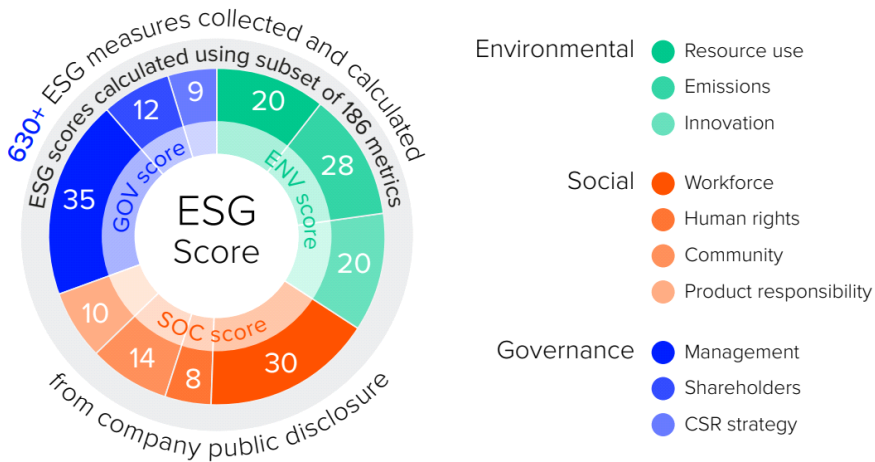 630+ ESG measures collected and calculated
from company public disclosure
ESG scores calculated using subset of 186 metrics
ESG
Score
ENV score
20
28
20
SOC score
30
8
14
10
GOV score
35
12
9
Environmental
Resource use
Emissions
Innovation
Social
Workforce
Human rights
Community
Product responsibility
Governance
Management
Shareholders
CSR strategy